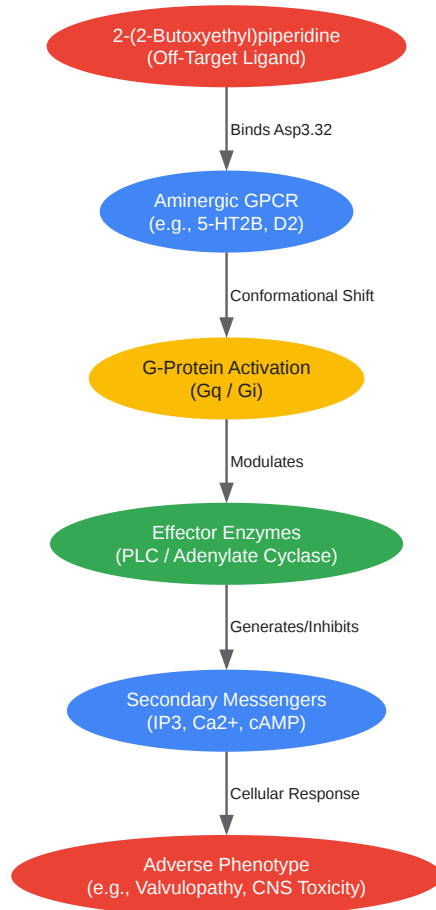 2-(2-Butoxyethyl)piperidine
(Off-Target Ligand)
Binds Asp3.32
Aminergic GPCR
(e.g., 5-HT2B, D2)
Conformational Shift
G-Protein Activation
(Gq / Gi)
Modulates
Effector Enzymes
(PLC / Adenylate Cyclase)
Generates/Inhibits
Secondary Messengers
(IP3, Ca2+, cAMP)
Cellular Response
Adverse Phenotype
(e.g., Valvulopathy, CNS Toxicity)